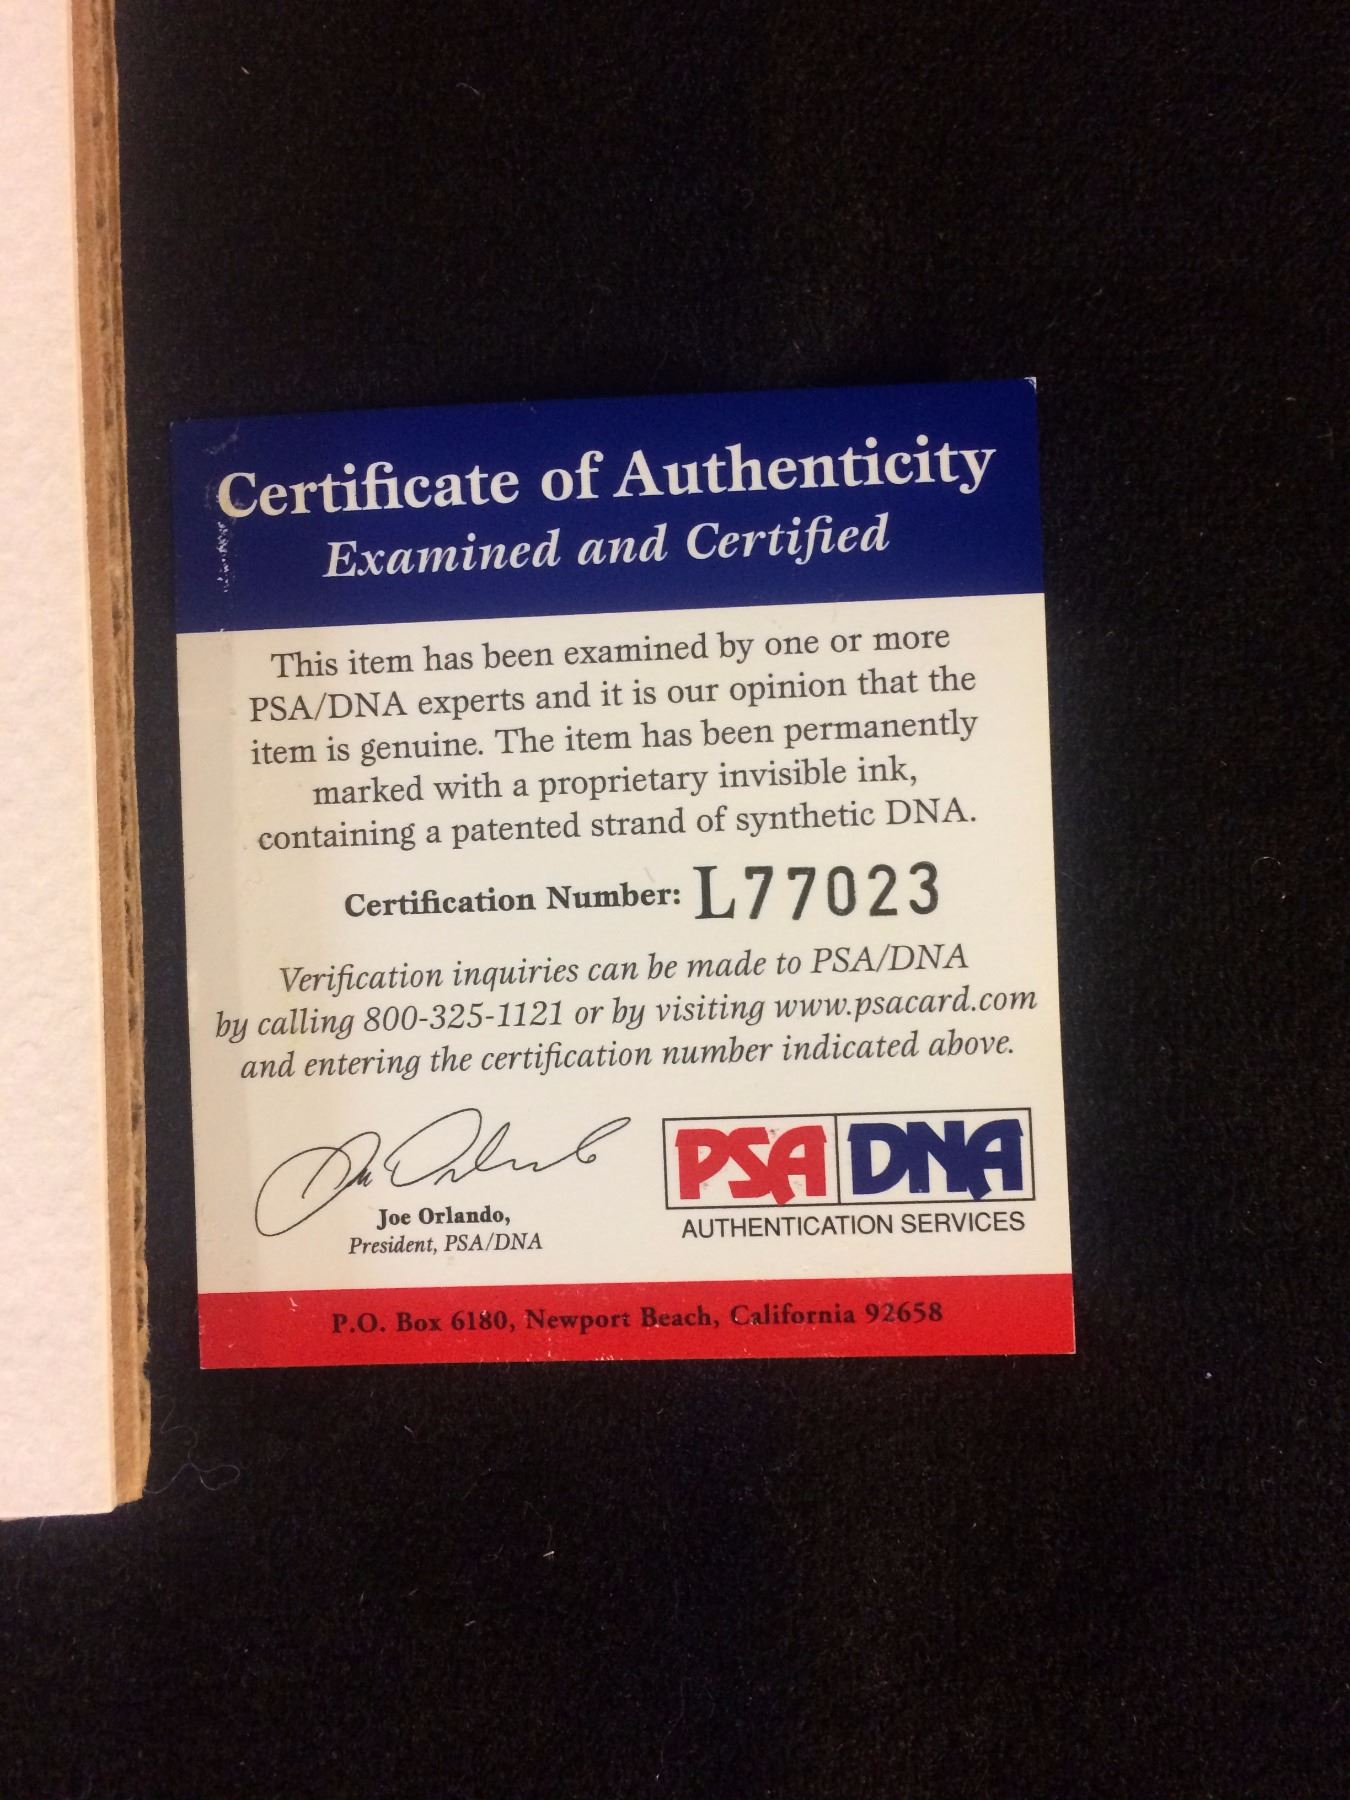 Certificate of Authenticity
Examined and Certified
This item has been examined by one or more
PSA/DNA experts and it is our opinion that the
item is genuine. The item has been permanently
marked with a proprietary invisible ink,
containing a patented strand of synthetic DNA.
Certification Number: L77023
Verification inquiries can be made to PSA/DNA
by calling 800-325-1121 or by visiting www.psacard.com
and entering the certification number indicated above.
Joe Orlando,
President, PSA/DNA
PSA DNA
AUTHENTICATION SERVICES
P.O. Box 6180, Newport Beach, California 92658